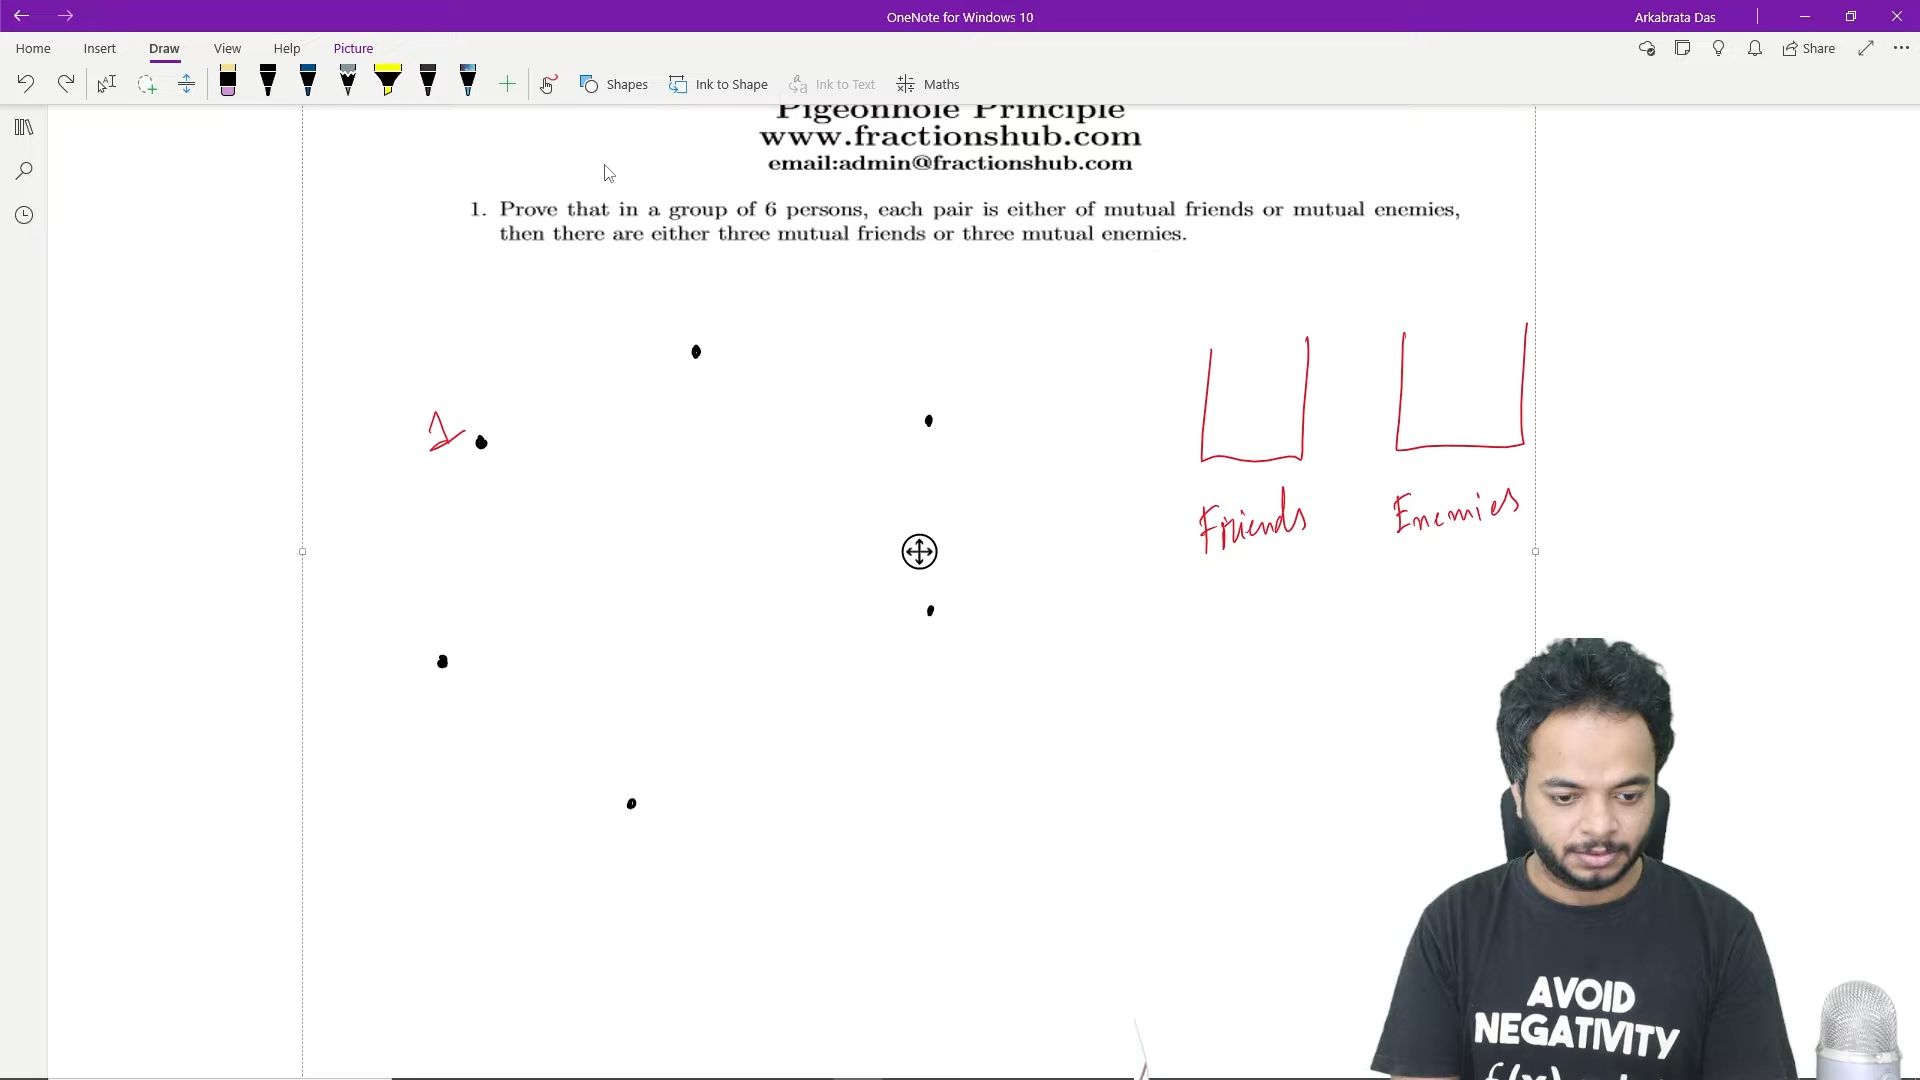 OneNote for Windows 10
Arkabrata Das
Home Insert Draw View Help Picture
Share
Shapes Ink to Shape Ink to Text Maths
Pigeonhole Principle
www.fractionshub.com
email:admin@fractionshub.com
1. Prove that in a group of 6 persons, each pair is either of mutual friends or mutual enemies,
then there are either three mutual friends or three mutual enemies.
1
Friends Enemies
AVOID
NEGATIVITY